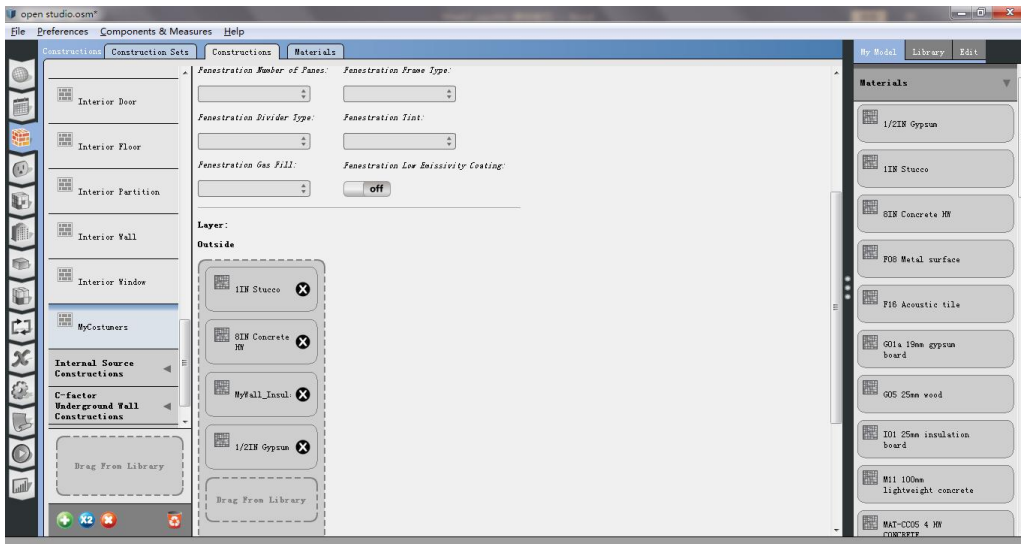 open studio.osm*
File Preferences Components & Measures Help
Constructions Construction Sets Constructions Materials
My Model Library Edit
Interior Door
Interior Floor
Interior Partition
Interior Wall
Interior Window
MyCostumers
Internal Source
Constructions
C-factor
Underground Wall
Constructions
Drag From Library
X2
Fenestration Number of Panes: Fenestration Frame Type:
Fenestration Divider Type: Fenestration Tint:
Fenestration Gas Fill: Fenestration Low Emissivity Coating:
off
Layer:
Outside
1IN Stucco
8IN Concrete
HW
MyWall_Insul
1/2IN Gypsum
Drag From Library
Materials
1/2IN Gypsum
1IN Stucco
8IN Concrete HW
F08 Metal surface
F16 Acoustic tile
G01a 19mm gypsum
board
G05 25mm wood
I01 25mm insulation
board
M11 100mm
lightweight concrete
MAT-CC05 4 HW
CONCRETE